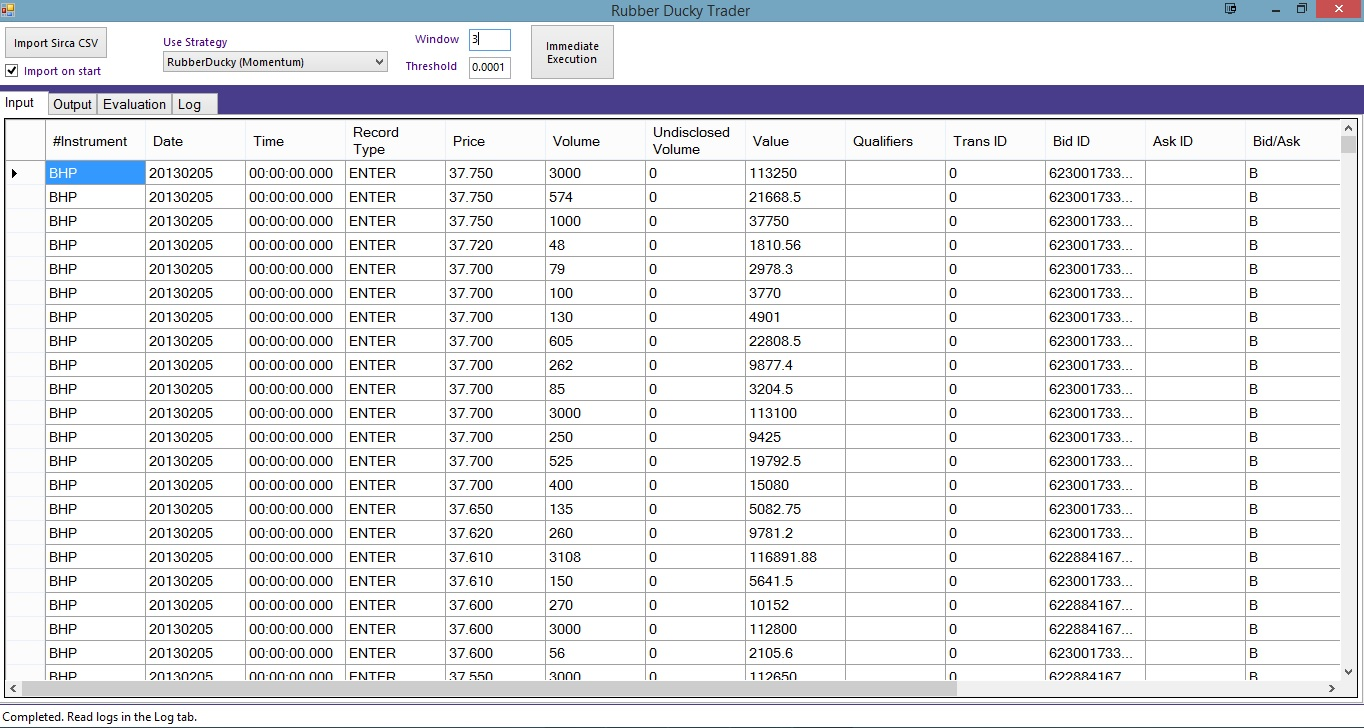 Rubber Ducky Trader
Import Sirca CSV
Import on start
Use Strategy
RubberDucky (Momentum)
Window 3
Threshold 0.0001
Immediate
Execution
Input Output Evaluation Log
#Instrument Date Time Record Type Price Volume Undisclosed Volume Value Qualifiers Trans ID Bid ID Ask ID Bid/Ask
BHP 20130205 00:00:00.000 ENTER 37.750 3000 0 113250 0 623001733... B
BHP 20130205 00:00:00.000 ENTER 37.750 574 0 21668.5 0 623001733... B
BHP 20130205 00:00:00.000 ENTER 37.750 1000 0 37750 0 623001733... B
BHP 20130205 00:00:00.000 ENTER 37.720 48 0 1810.56 0 623001733... B
BHP 20130205 00:00:00.000 ENTER 37.700 79 0 2978.3 0 623001733... B
BHP 20130205 00:00:00.000 ENTER 37.700 100 0 3770 0 623001733... B
BHP 20130205 00:00:00.000 ENTER 37.700 130 0 4901 0 623001733... B
BHP 20130205 00:00:00.000 ENTER 37.700 605 0 22808.5 0 623001733... B
BHP 20130205 00:00:00.000 ENTER 37.700 262 0 9877.4 0 623001733... B
BHP 20130205 00:00:00.000 ENTER 37.700 85 0 3204.5 0 623001733... B
BHP 20130205 00:00:00.000 ENTER 37.700 3000 0 113100 0 623001733... B
BHP 20130205 00:00:00.000 ENTER 37.700 250 0 9425 0 623001733... B
BHP 20130205 00:00:00.000 ENTER 37.700 525 0 19792.5 0 623001733... B
BHP 20130205 00:00:00.000 ENTER 37.700 400 0 15080 0 623001733... B
BHP 20130205 00:00:00.000 ENTER 37.650 135 0 5082.75 0 623001733... B
BHP 20130205 00:00:00.000 ENTER 37.620 260 0 9781.2 0 623001733... B
BHP 20130205 00:00:00.000 ENTER 37.610 3108 0 116891.88 0 622884167... B
BHP 20130205 00:00:00.000 ENTER 37.610 150 0 5641.5 0 623001733... B
BHP 20130205 00:00:00.000 ENTER 37.600 270 0 10152 0 622884167... B
BHP 20130205 00:00:00.000 ENTER 37.600 3000 0 112800 0 622884167... B
BHP 20130205 00:00:00.000 ENTER 37.600 56 0 2105.6 0 623001733... B
BHP 20130205 00:00:00.000 ENTER 37.550 3000 0 112650 0 622884167... B
Completed. Read logs in the Log tab.